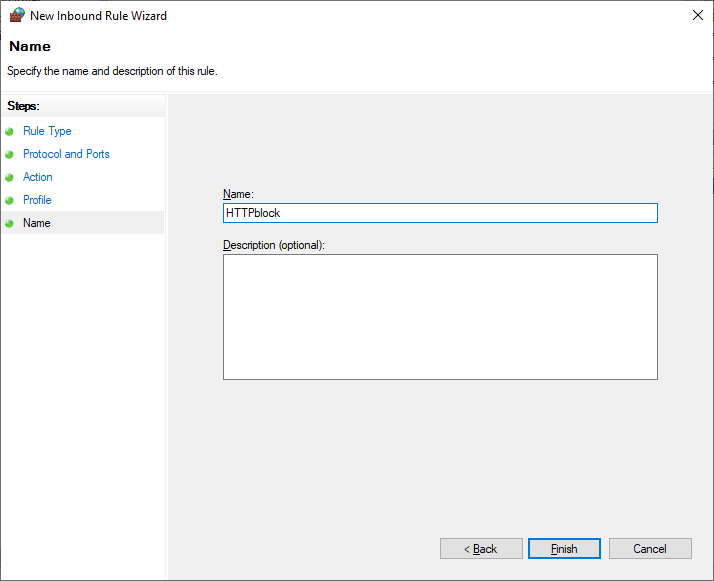 New Inbound Rule Wizard
Name
Specify the name and description of this rule.
Steps:
Rule Type
Protocol and Ports
Action
Profile
Name
Name:
HTTPblock
Description (optional):
< Back
Finish
Cancel